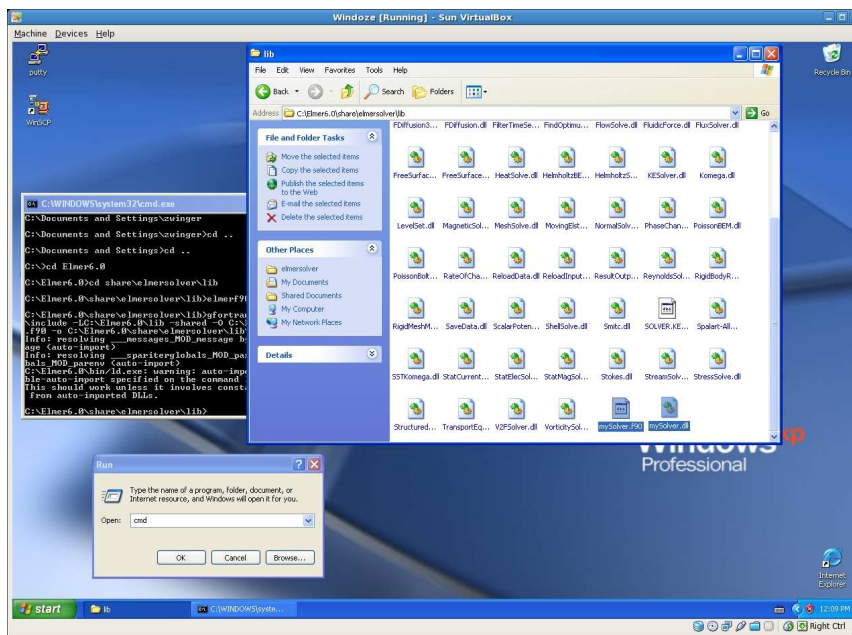 Windoze [Running] - Sun VirtualBox
Machine Devices Help
putty
WinSCP
Recycle Bin
lib
File Edit View Favorites Tools Help
Back Search Folders
Address C:\Elmer6.0\share\elmersolver\lib Go
File and Folder Tasks
Move the selected items
Copy the selected items
Publish the selected items to the Web
E-mail the selected items
Delete the selected items
Other Places
elmersolver
My Documents
Shared Documents
My Computer
My Network Places
Details
FDiffusion3... FDiffusion.dll FilterTimeSe... FindOptimu... FlowSolve.dll FluidicForce.dll FluxSolver.dll
FreeSurfac... FreeSurface... HeatSolve.dll HelmholtzBE... HelmholtzS... KESolver.dll Komega.dll
LevelSet.dll MagneticSol... MeshSolve.dll MovingElst... NormalSolv... PhaseChan... PoissonBEM.dll
PoissonBolt... RateOfCha... ReloadData.dll ReloadInput... ResultOutp... ReynoldsSol... RigidBodyR...
RigidMeshM... SaveData.dll ScalarPoten... ShellSolve.dll Smitc.dll SOLVER.KE... Spalart-All...
SSTKomega.dll StatCurrent... StatElecSol... StatMagSol... Stokes.dll StreamSolv... StressSolve.dll
Structured... TransportEq... V2FSolver.dll VorticitySol... mySolver.f90 mySolver.dll
C:\WINDOWS\system32\cmd.exe
C:\Documents and Settings\zwinger
C:\Documents and Settings\zwinger>cd ..
C:\Documents and Settings>cd ..
C:\>cd Elmer6.0
C:\Elmer6.0>cd share\elmersolver\lib
C:\Elmer6.0\share\elmersolver\lib>elmerf90
C:\Elmer6.0\share\elmersolver\lib>gfortran
\include -LC:\Elmer6.0\lib -shared -O C:\
.f90 -o C:\Elmer6.0\share\elmersolver\lib\
Info: resolving ___messages_MOD_message by
age (auto-import)
Info: resolving ___spariterglobals_MOD_par
bals_MOD_parenv (auto-import)
C:\Elmer6.0\bin/ld.exe: warning: auto-impo
ble-auto-import specified on the command
This should work unless it involves consta
from auto-imported DLLs.
C:\Elmer6.0\share\elmersolver\lib>
Windows xp
Professional
Run
Type the name of a program, folder, document, or
Internet resource, and Windows will open it for you.
Open: cmd
OK Cancel Browse...
Internet Explorer
start lib C:\WINDOWS\syste... 12:09 PM
Right Ctrl